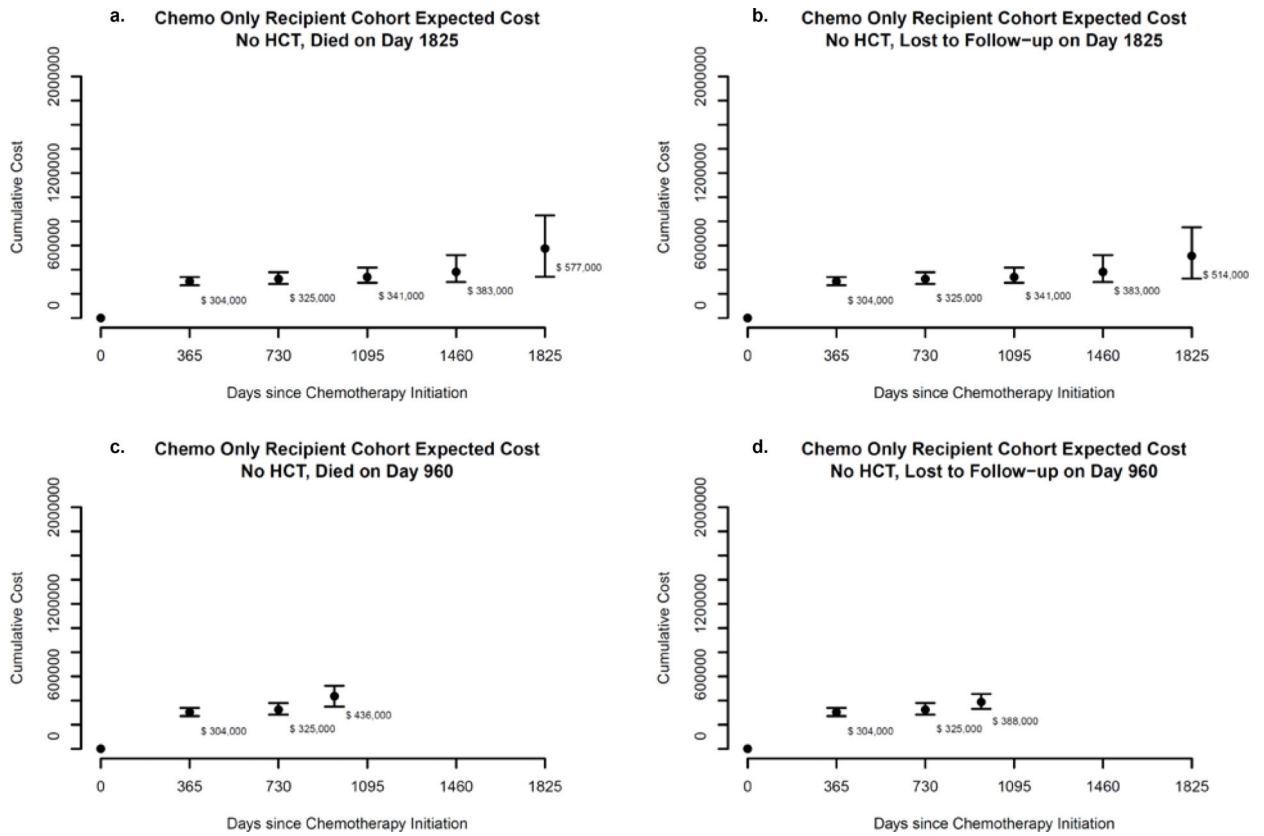 a.
Chemo Only Recipient Cohort Expected Cost
No HCT, Died on Day 1825
Cumulative Cost
2000000
1200000
600000
0
$ 304,000
$ 325,000
$ 341,000
$ 383,000
$ 577,000
0 365 730 1095 1460 1825
Days since Chemotherapy Initiation
b.
Chemo Only Recipient Cohort Expected Cost
No HCT, Lost to Follow−up on Day 1825
Cumulative Cost
2000000
1200000
600000
0
$ 304,000
$ 325,000
$ 341,000
$ 383,000
$ 514,000
0 365 730 1095 1460 1825
Days since Chemotherapy Initiation
c.
Chemo Only Recipient Cohort Expected Cost
No HCT, Died on Day 960
Cumulative Cost
2000000
1200000
600000
0
$ 304,000
$ 325,000
$ 436,000
0 365 730 1095 1460 1825
Days since Chemotherapy Initiation
d.
Chemo Only Recipient Cohort Expected Cost
No HCT, Lost to Follow−up on Day 960
Cumulative Cost
2000000
1200000
600000
0
$ 304,000
$ 325,000
$ 388,000
0 365 730 1095 1460 1825
Days since Chemotherapy Initiation